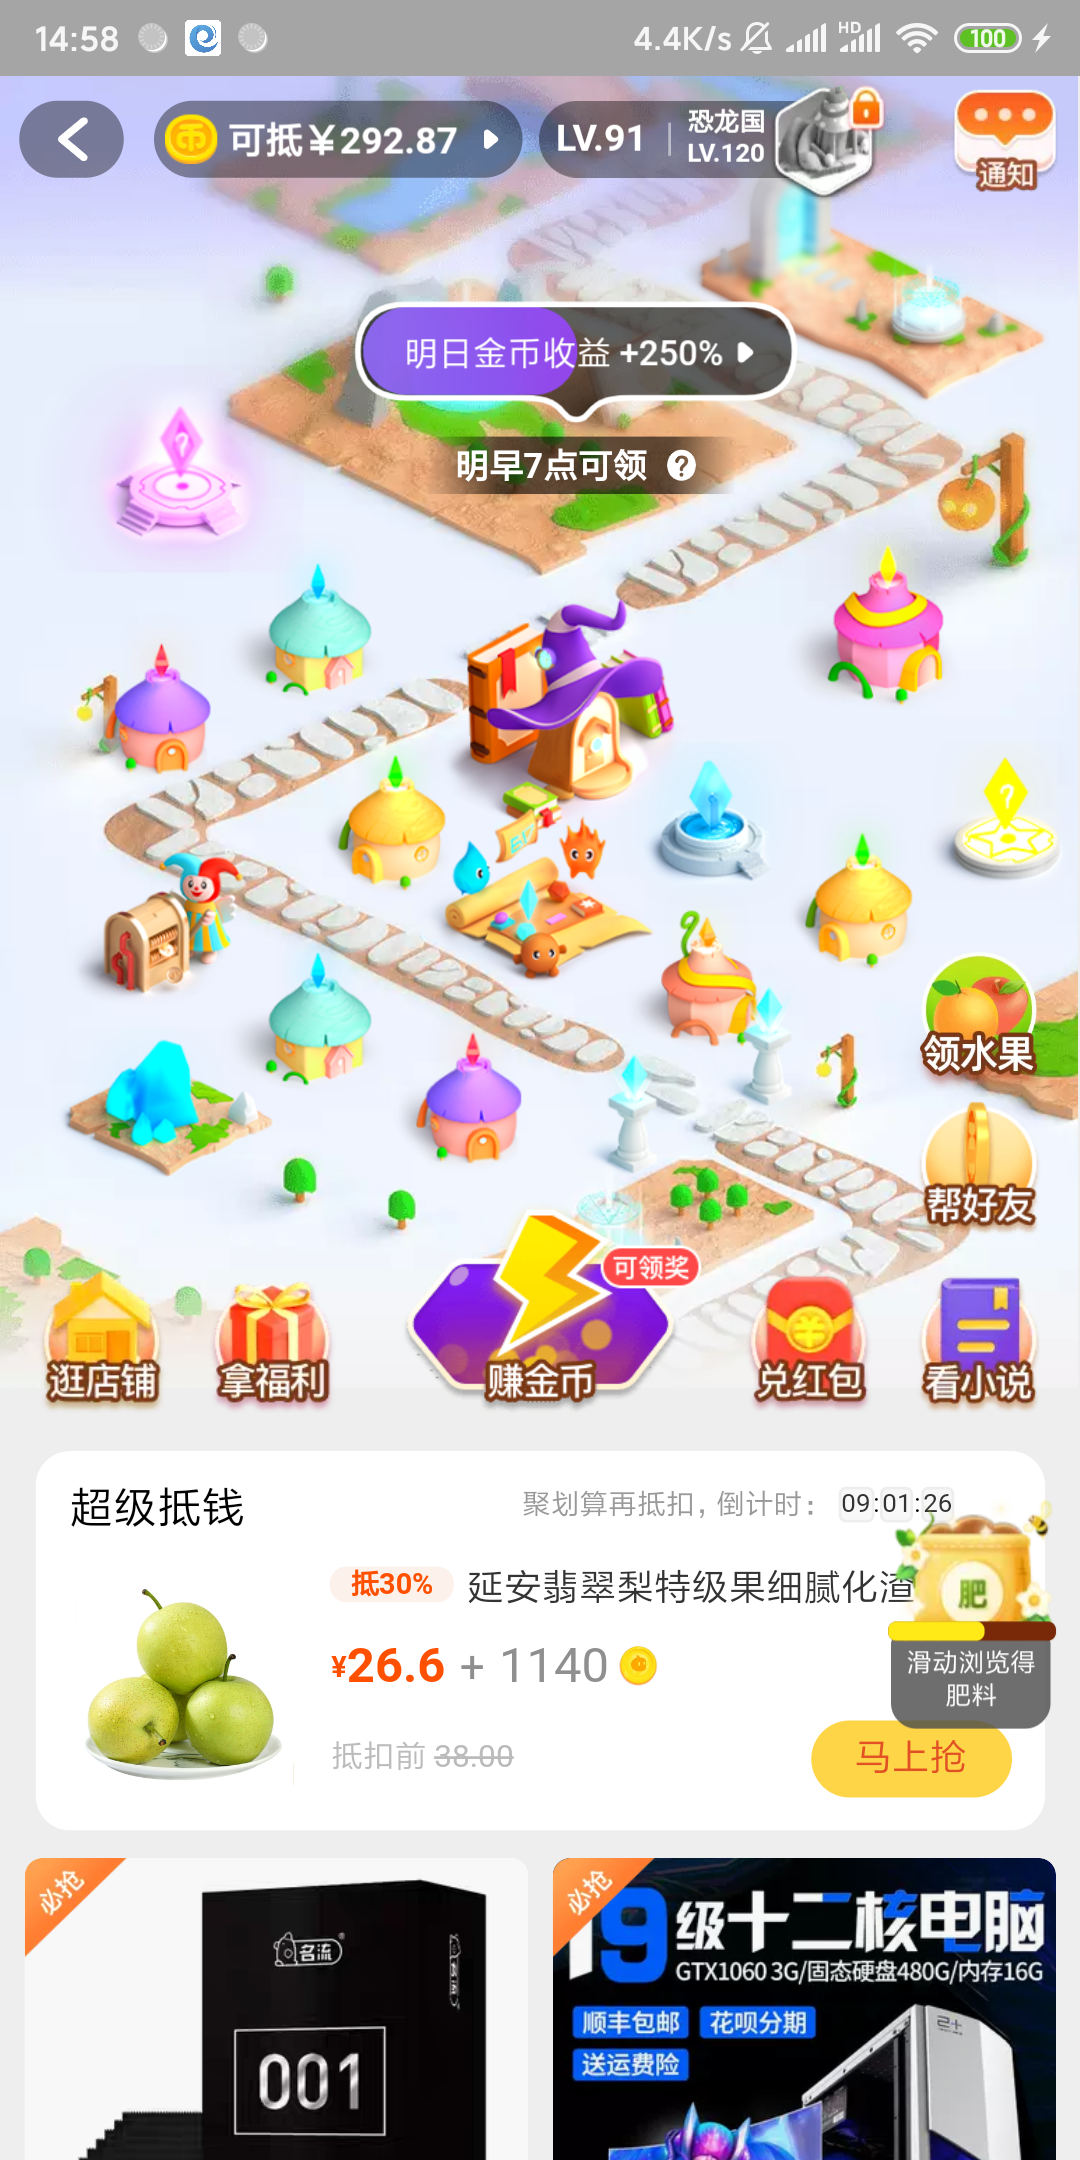 14:58
4.4K/s
HD
100
币
可抵￥292.87
LV.91
恐龙国
LV.120
通知
明日金币收益 +250%
明早7点可领 ?
?
?
领水果
帮好友
可领奖
逛店铺
拿福利
赚金币
兑红包
看小说
超级抵钱
聚划算再抵扣，倒计时：
09:01:26
肥
滑动浏览得
肥料
抵30%
延安翡翠梨特级果细腻化渣
¥26.6 + 1140
抵扣前 38.00
马上抢
必抢
名流
001
必抢
i9级十二核电脑
GTX1060 3G/固态硬盘480G/内存16G
顺丰包邮
花呗分期
送运费险